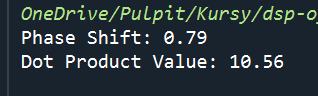 OneDrive/Pulpit/Kursy/dsp-o
Phase Shift: 0.79
Dot Product Value: 10.56